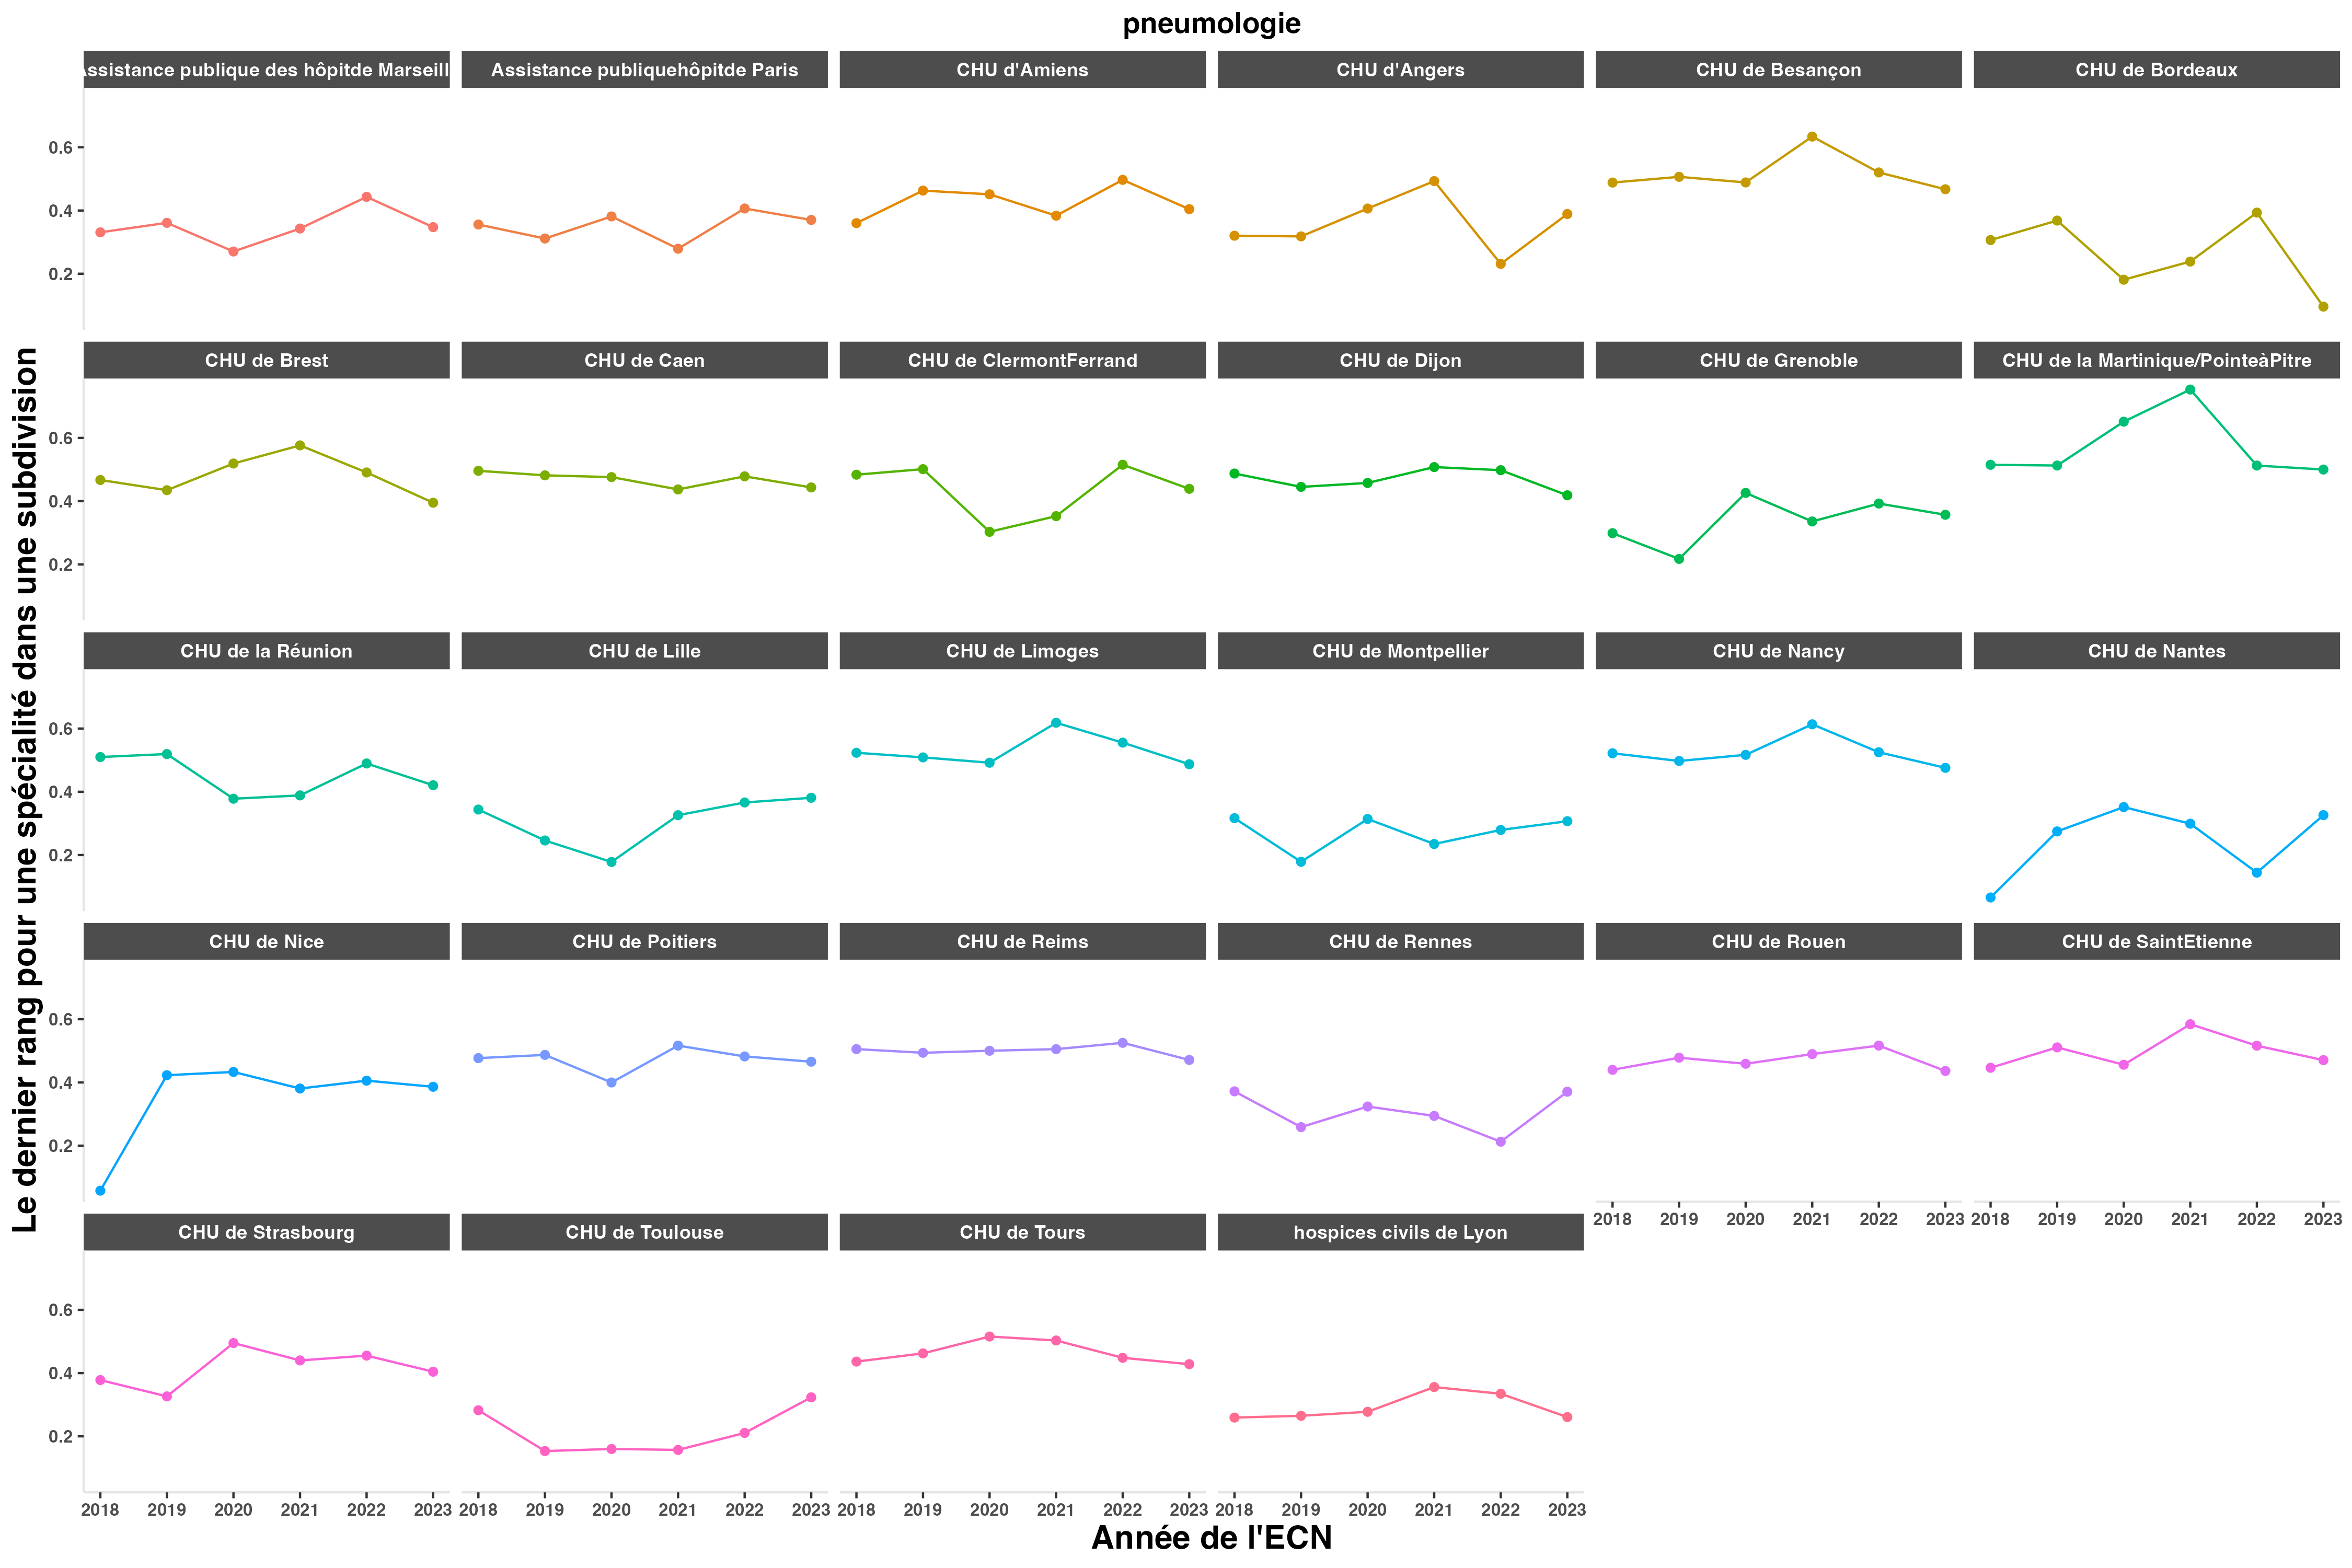 pneumologie
Assistance publique des hôpitde Marseill
Assistance publiquehôpitde Paris
CHU d'Amiens
CHU d'Angers
CHU de Besançon
CHU de Bordeaux
0.6
0.4
0.2
CHU de Brest
CHU de Caen
CHU de ClermontFerrand
CHU de Dijon
CHU de Grenoble
CHU de la Martinique/PointeàPitre
0.6
0.4
0.2
CHU de la Réunion
CHU de Lille
CHU de Limoges
CHU de Montpellier
CHU de Nancy
CHU de Nantes
0.6
0.4
0.2
CHU de Nice
CHU de Poitiers
CHU de Reims
CHU de Rennes
CHU de Rouen
CHU de SaintEtienne
0.6
0.4
0.2
2018 2019 2020 2021 2022 2023
2018 2019 2020 2021 2022 2023
CHU de Strasbourg
CHU de Toulouse
CHU de Tours
hospices civils de Lyon
0.6
0.4
0.2
2018 2019 2020 2021 2022 2023
2018 2019 2020 2021 2022 2023
2018 2019 2020 2021 2022 2023
2018 2019 2020 2021 2022 2023
Année de l'ECN
Le dernier rang pour une spécialité dans une subdivision